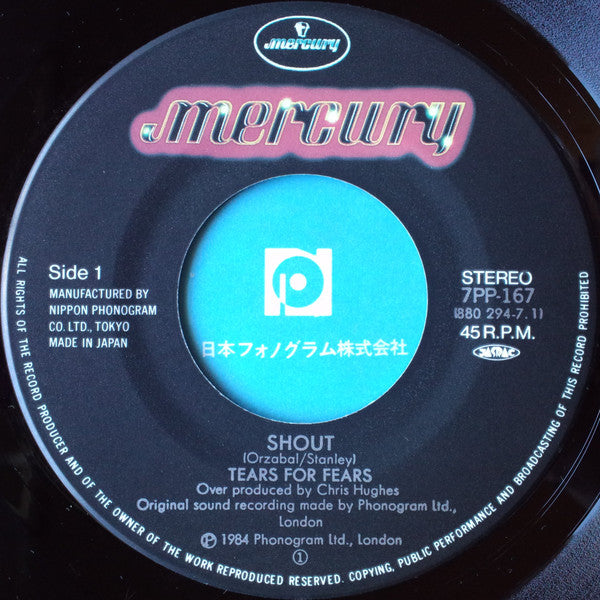 mercury
mercury
Side 1
MANUFACTURED BY
NIPPON PHONOGRAM
CO. LTD., TOKYO
MADE IN JAPAN
STEREO
7PP-167
(880 294-7.1)
45 R.P.M.
JASRAC
日本フォノグラム株式会社
SHOUT
(Orzabal/Stanley)
TEARS FOR FEARS
Over produced by Chris Hughes
Original sound recording made by Phonogram Ltd.,
London
Ⓟ 1984 Phonogram Ltd., London
①
ALL RIGHTS OF THE RECORD PRODUCER AND OF THE OWNER OF THE WORK REPRODUCED RESERVED. COPYING, PUBLIC PERFORMANCE AND BROADCASTING OF THIS RECORD PROHIBITED